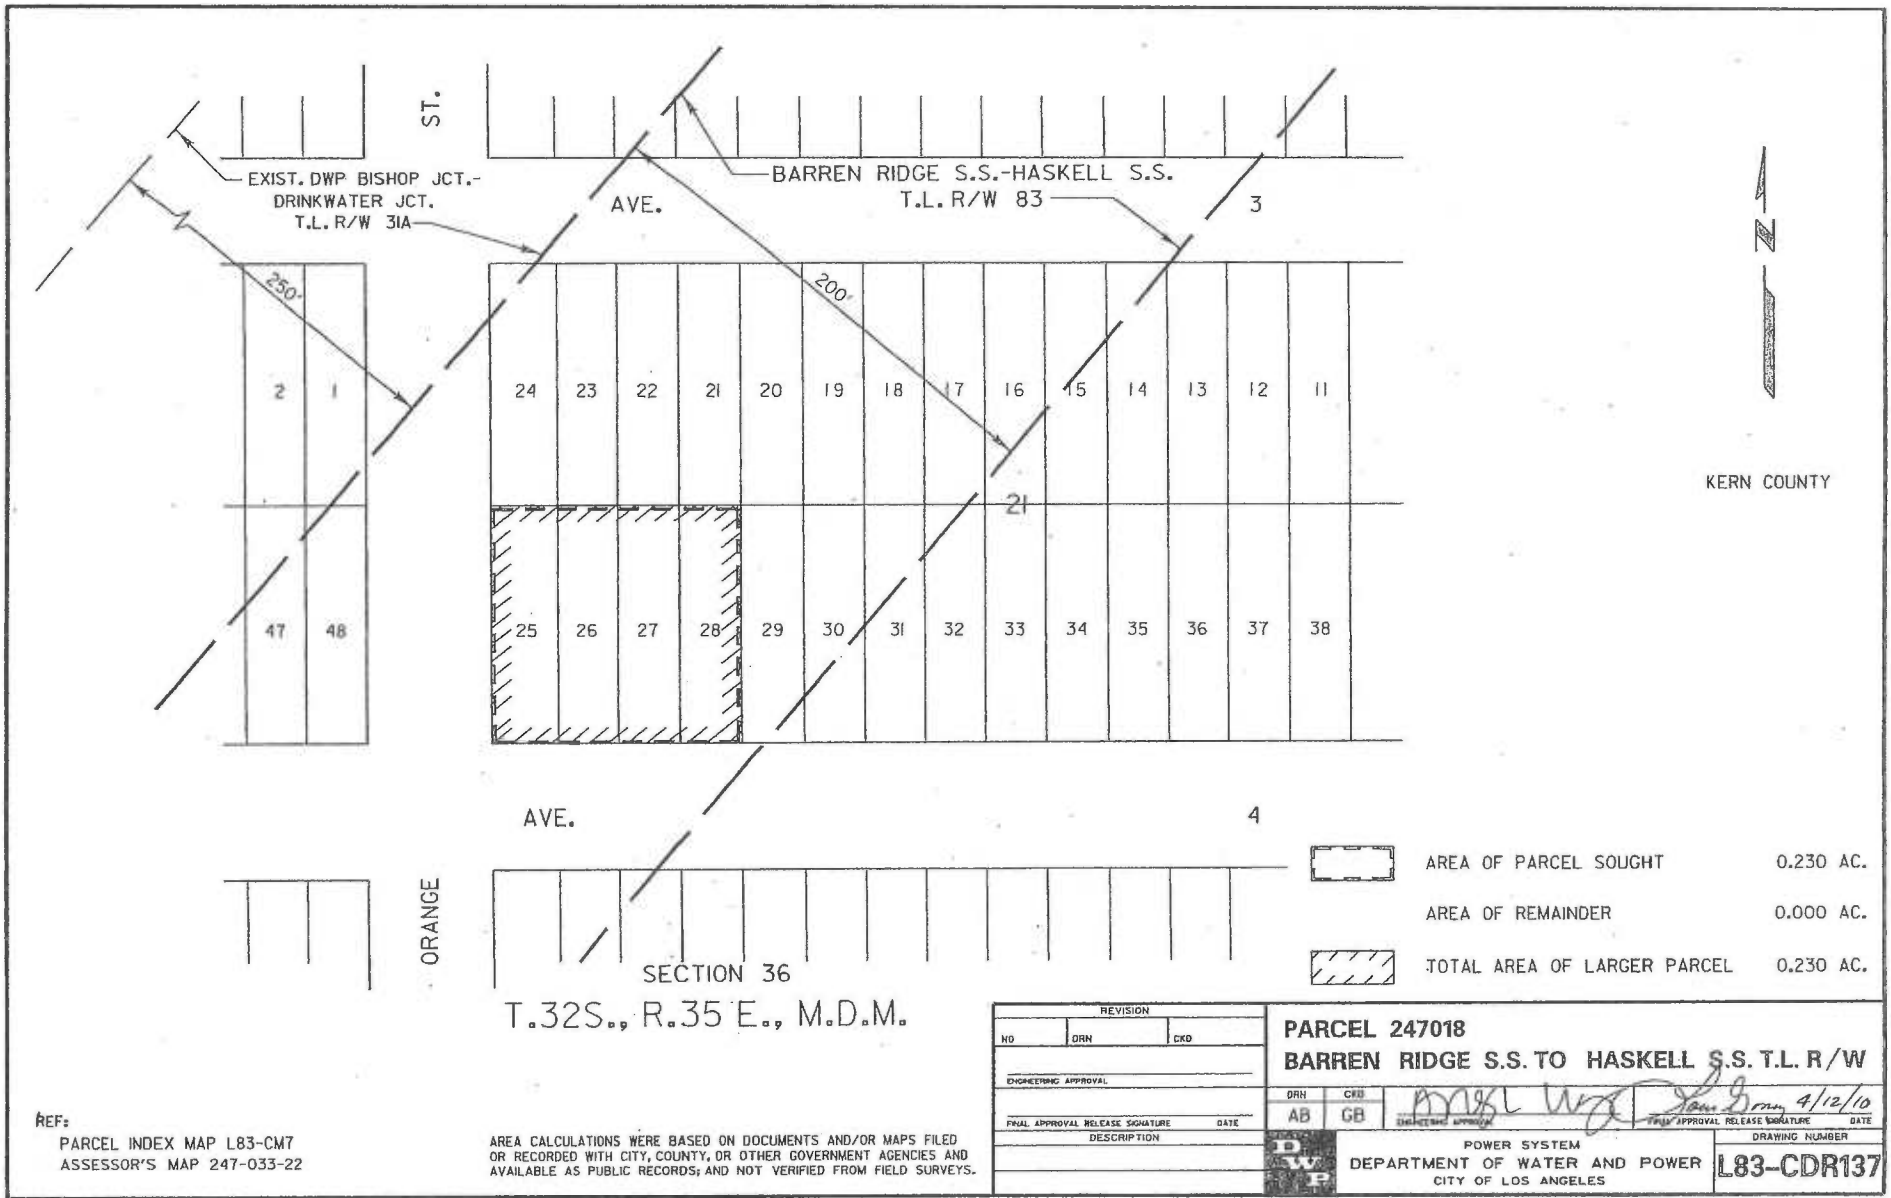 ST.
EXIST. DWP BISHOP JCT.-
DRINKWATER JCT.
T.L. R/W 31A
BARREN RIDGE S.S.-HASKELL S.S.
T.L. R/W 83
AVE.
3
250'
200'
N
2 1 24 23 22 21 20 19 18 17 16 15 14 13 12 11
KERN COUNTY
21
47 48 25 26 27 28 29 30 31 32 33 34 35 36 37 38
AVE.
4
ORANGE
AREA OF PARCEL SOUGHT 0.230 AC.
AREA OF REMAINDER 0.000 AC.
TOTAL AREA OF LARGER PARCEL 0.230 AC.
SECTION 36
T.32S., R.35 E., M.D.M.
REVISION
NO DRN CKD
ENGINEERING APPROVAL
FINAL APPROVAL RELEASE SIGNATURE DATE
DESCRIPTION
PARCEL 247018
BARREN RIDGE S.S. TO HASKELL S.S. T.L. R/W
DRN CKD
AB GB
ENGINEERING APPROVAL
4/12/10
FINAL APPROVAL RELEASE SIGNATURE DATE
DWP
POWER SYSTEM
DEPARTMENT OF WATER AND POWER
CITY OF LOS ANGELES
DRAWING NUMBER
L83-CDR137
REF:
PARCEL INDEX MAP L83-CM7
ASSESSOR'S MAP 247-033-22
AREA CALCULATIONS WERE BASED ON DOCUMENTS AND/OR MAPS FILED
OR RECORDED WITH CITY, COUNTY, OR OTHER GOVERNMENT AGENCIES AND
AVAILABLE AS PUBLIC RECORDS; AND NOT VERIFIED FROM FIELD SURVEYS.